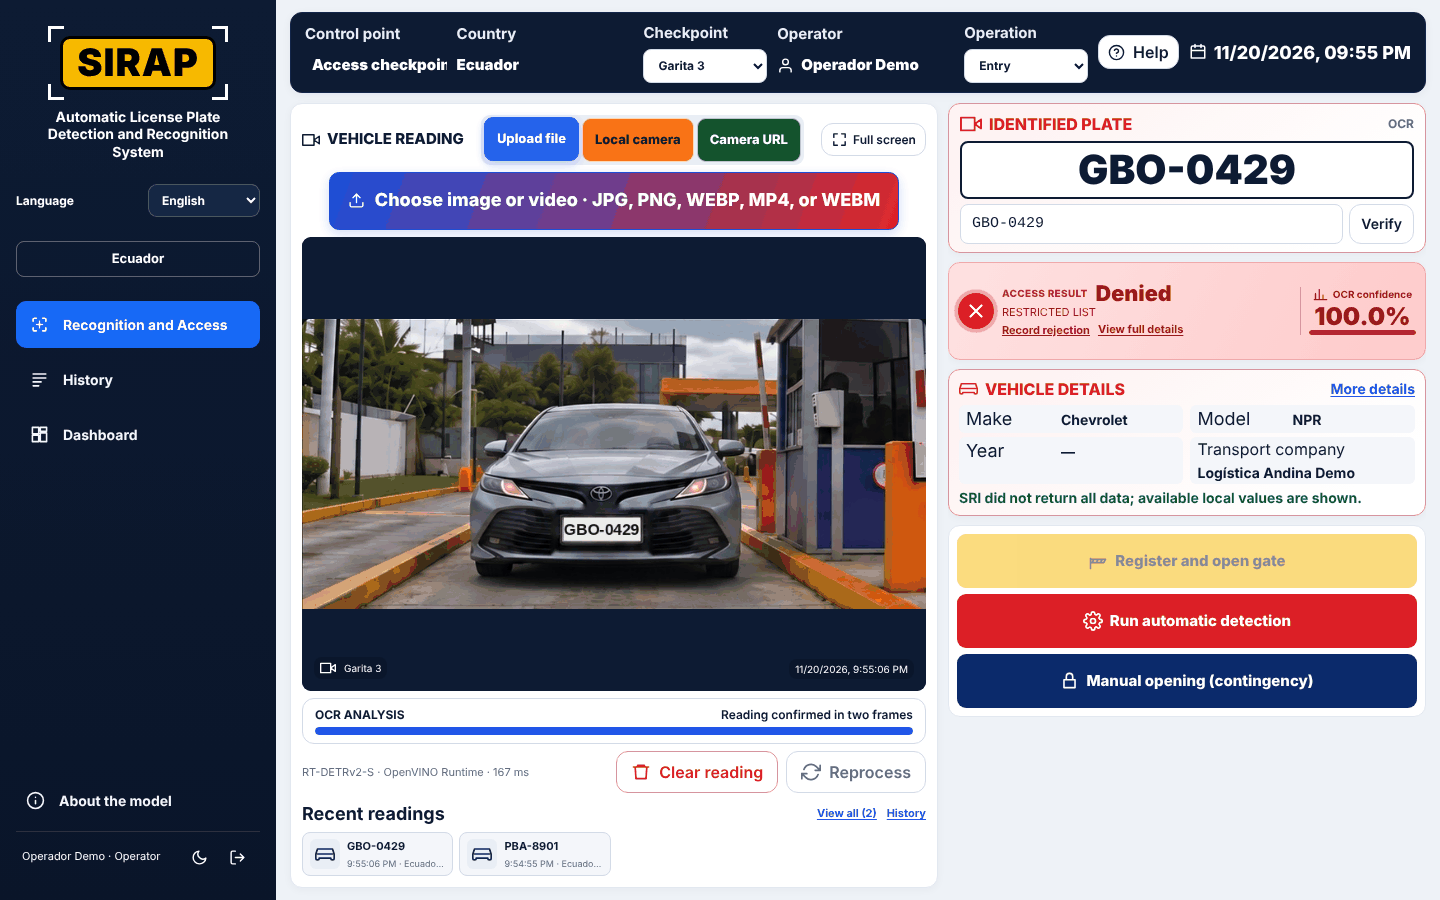 SIRAP
Automatic License Plate
Detection and Recognition
System
Language
English
Ecuador
Recognition and Access
History
Dashboard
About the model
Operador Demo · Operator
Control point
Country
Checkpoint
Operator
Operation
Access checkpoin
Ecuador
Garita 3
Operador Demo
Entry
Help
11/20/2026, 09:55 PM
VEHICLE READING
Upload file
Local camera
Camera URL
Full screen
Choose image or video · JPG, PNG, WEBP, MP4, or WEBM
GBO-0429
Garita 3
11/20/2026, 9:55:06 PM
OCR ANALYSIS
Reading confirmed in two frames
RT-DETRv2-S · OpenVINO Runtime · 167 ms
Clear reading
Reprocess
Recent readings
View all (2)
History
GBO-0429
9:55:06 PM · Ecuado...
PBA-8901
9:54:55 PM · Ecuado...
IDENTIFIED PLATE
OCR
GBO-0429
GBO-0429
Verify
ACCESS RESULT Denied
RESTRICTED LIST
Record rejection
View full details
OCR confidence
100.0%
VEHICLE DETAILS
More details
Make
Chevrolet
Model
NPR
Year
—
Transport company
Logística Andina Demo
SRI did not return all data; available local values are shown.
Register and open gate
Run automatic detection
Manual opening (contingency)